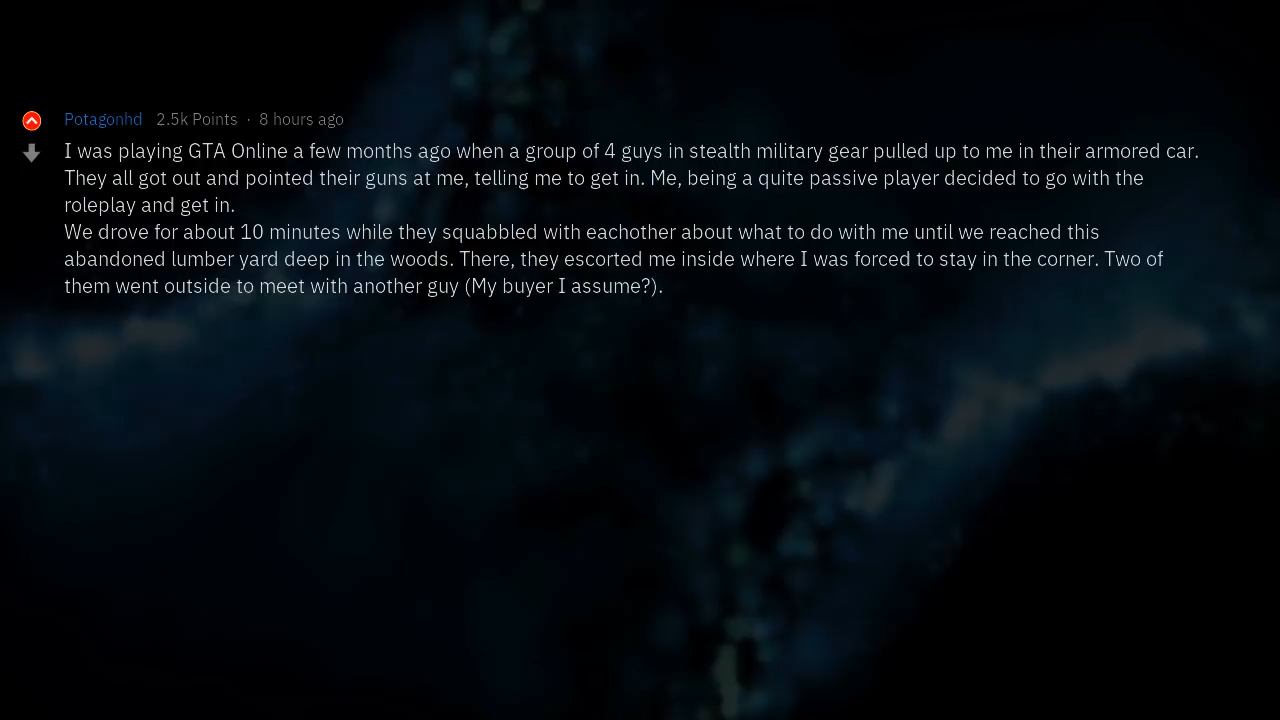 Potagonhd 2.5k Points · 8 hours ago
I was playing GTA Online a few months ago when a group of 4 guys in stealth military gear pulled up to me in their armored car.
They all got out and pointed their guns at me, telling me to get in. Me, being a quite passive player decided to go with the
roleplay and get in.
We drove for about 10 minutes while they squabbled with eachother about what to do with me until we reached this
abandoned lumber yard deep in the woods. There, they escorted me inside where I was forced to stay in the corner. Two of
them went outside to meet with another guy (My buyer I assume?).